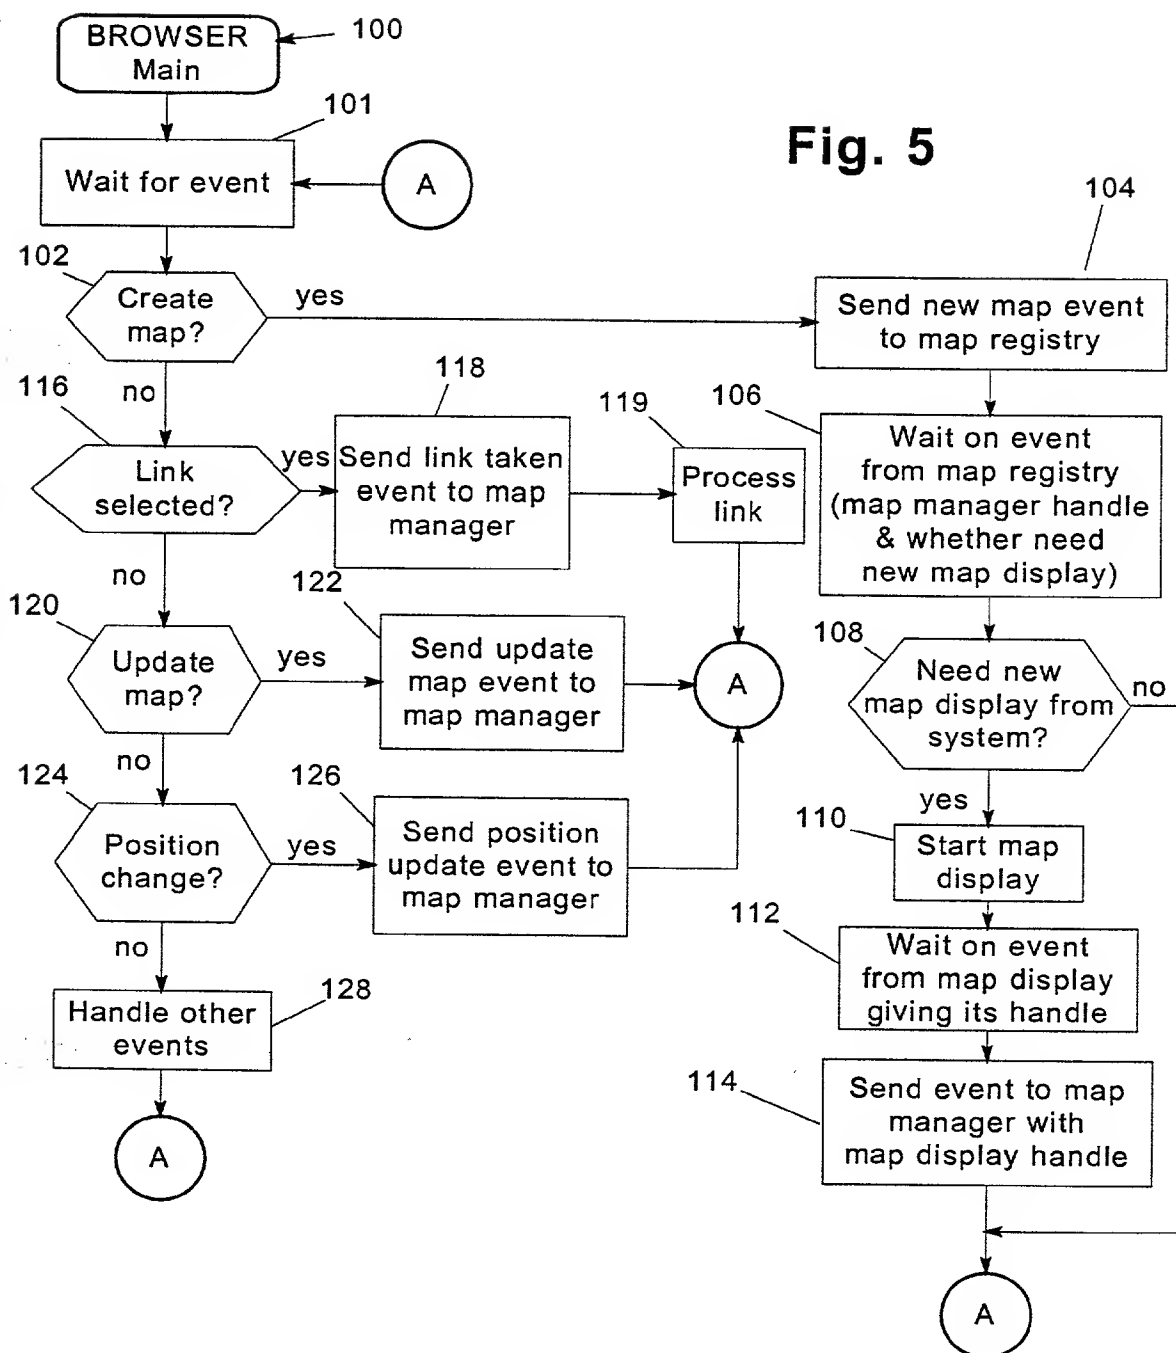 BROWSER
Main
100
101
Wait for event
A
Fig. 5
102
Create
map?
yes
no
104
Send new map event
to map registry
106
Wait on event
from map registry
(map manager handle
& whether need
new map display)
108
Need new
map display from
system?
no
yes
110
Start map
display
112
Wait on event
from map display
giving its handle
114
Send event to map
manager with
map display handle
A
116
Link
selected?
yes
no
118
Send link taken
event to map
manager
119
Process
link
A
120
Update
map?
yes
no
122
Send update
map event to
map manager
124
Position
change?
yes
no
126
Send position
update event to
map manager
128
Handle other
events
A